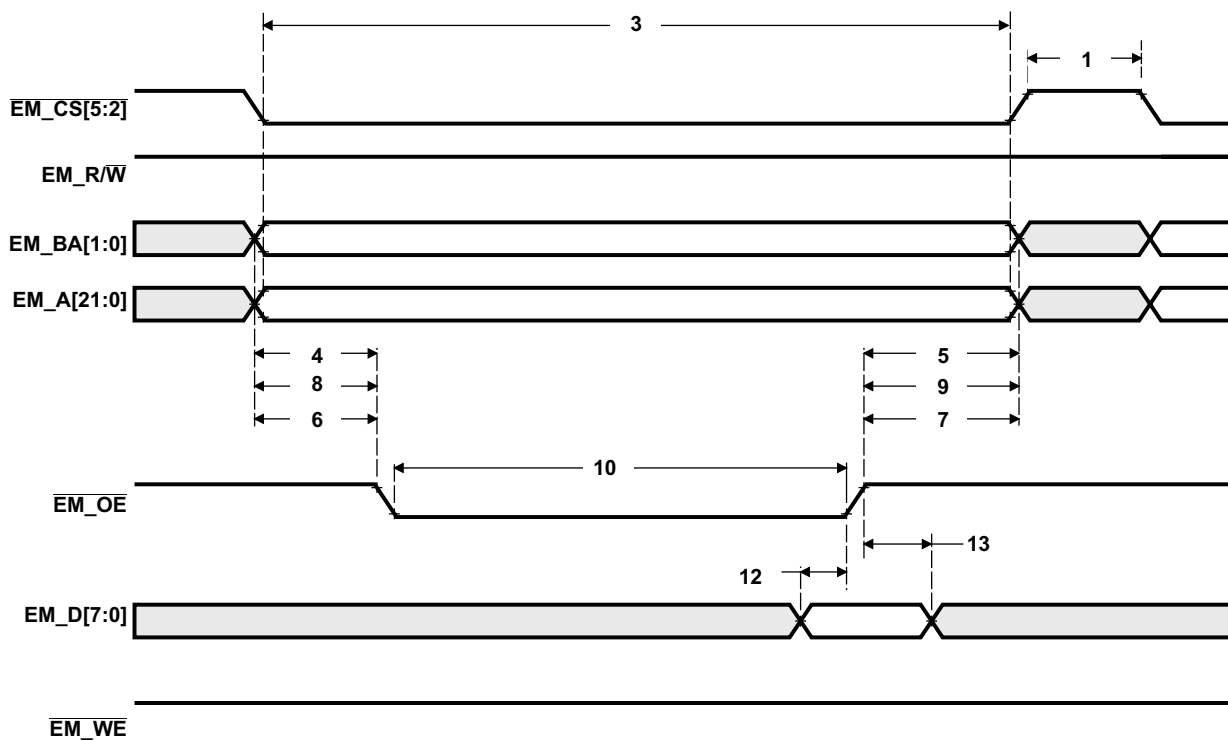 3
1
EM_CS[5:2]
EM_R/W
EM_BA[1:0]
EM_A[21:0]
4 5
8 9
6 7
10
EM_OE
13
12
EM_D[7:0]
EM_WE